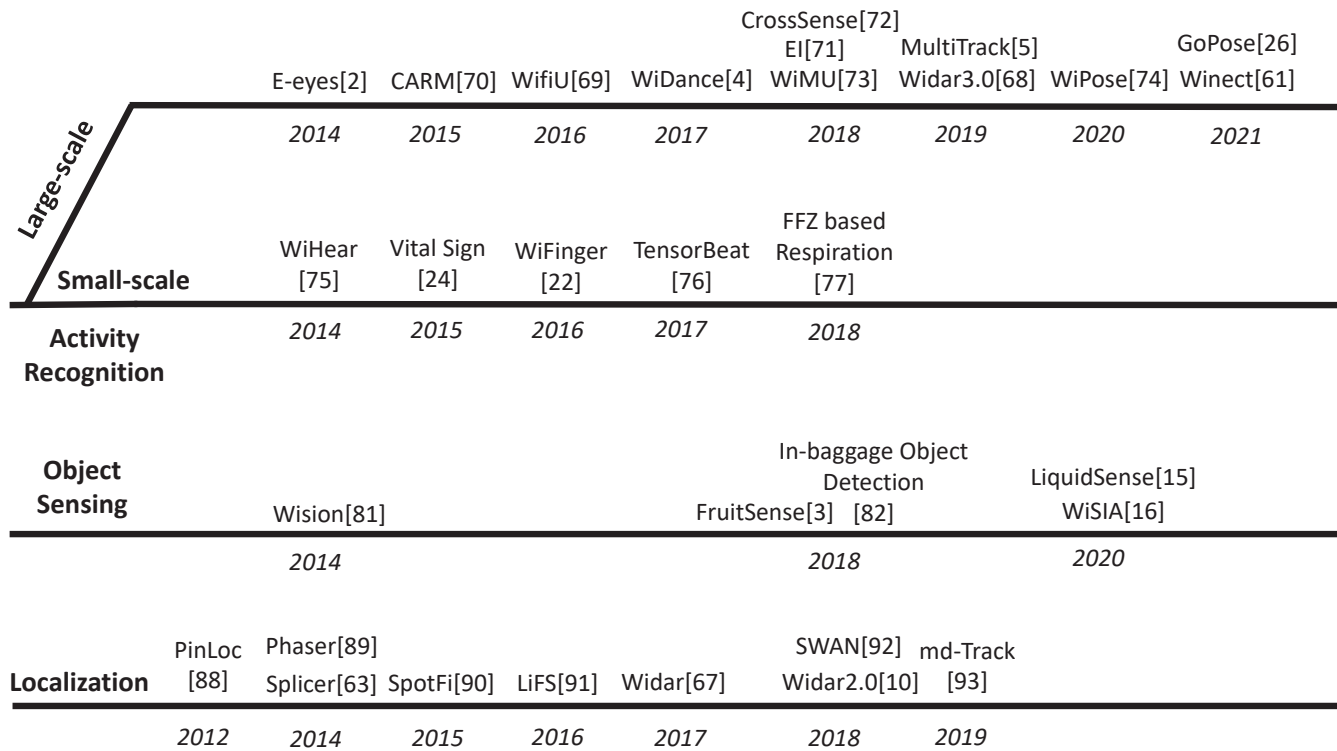 CrossSense[72]
EI[71] MultiTrack[5] GoPose[26]
E-eyes[2] CARM[70] WifiU[69] WiDance[4] WiMU[73] Widar3.0[68] WiPose[74] Winect[61]
2014 2015 2016 2017 2018 2019 2020 2021
Large-scale
FFZ based
WiHear Vital Sign WiFinger TensorBeat Respiration
Small-scale [75] [24] [22] [76] [77]
2014 2015 2016 2017 2018
Activity
Recognition
In-baggage Object
Object Detection LiquidSense[15]
Sensing Wision[81] FruitSense[3] [82] WiSIA[16]
2014 2018 2020
PinLoc Phaser[89] SWAN[92] md-Track
Localization [88] Splicer[63] SpotFi[90] LiFS[91] Widar[67] Widar2.0[10] [93]
2012 2014 2015 2016 2017 2018 2019